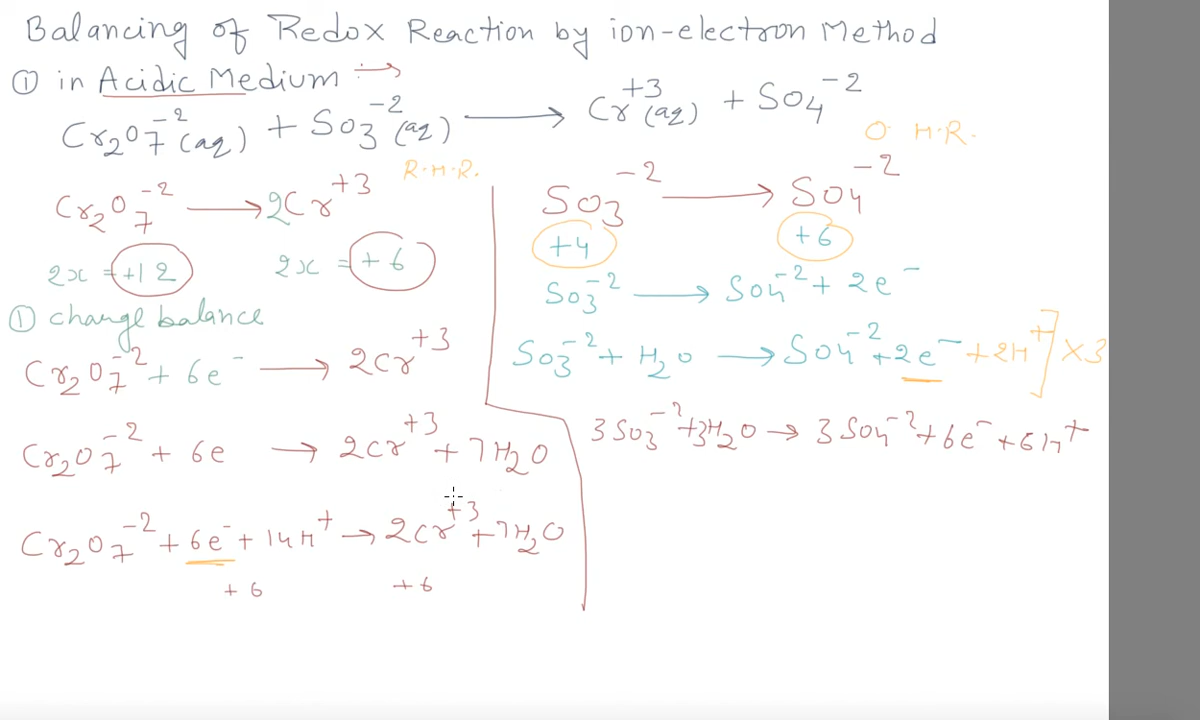 Balancing of Redox Reaction by ion-electron Method
① in Acidic Medium :→
Cr2O7^-2(aq) + SO3^-2(aq) → Cr^+3(aq) + SO4^-2
R.H.R.
O H.R.
Cr2O7^-2 → 2Cr^+3
2x = +12 2x = +6
① change balance
Cr2O7^-2 + 6e^- → 2Cr^+3
Cr2O7^-2 + 6e → 2Cr^+3 + 7H2O
Cr2O7^-2 + 6e^- + 14H^+ → 2Cr^+3 + 7H2O
+6 +6
SO3^-2 → SO4^-2
+4 +6
SO3^-2 → SO4^-2 + 2e^-
SO3^-2 + H2O → SO4^-2 + 2e^- + 2H^+] ×3
3SO3^-2 + 3H2O → 3SO4^-2 + 6e^- + 6H^+